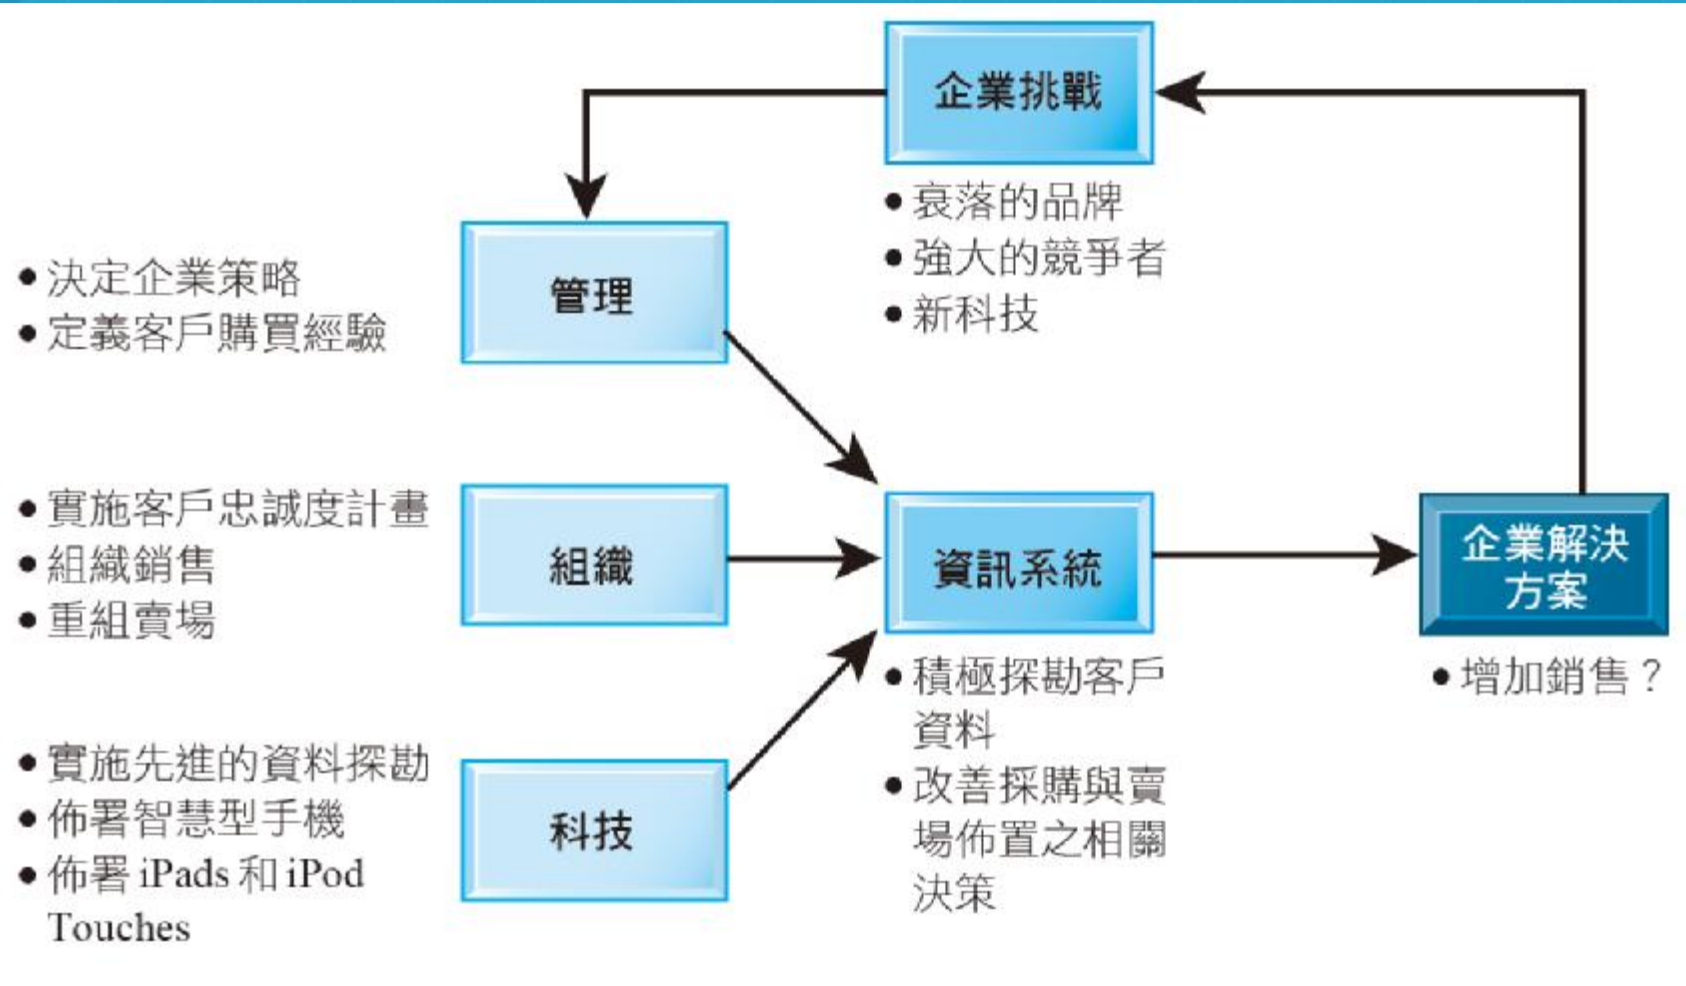 企業挑戰
● 衰落的品牌
● 強大的競爭者
● 新科技
管理
● 決定企業策略
● 定義客戶購買經驗
組織
● 實施客戶忠誠度計畫
● 組織銷售
● 重組賣場
科技
● 實施先進的資料探勘
● 佈署智慧型手機
● 佈署 iPads 和 iPod
Touches
資訊系統
● 積極探勘客戶
資料
● 改善採購與賣
場佈置之相關
決策
企業解決
方案
● 增加銷售？